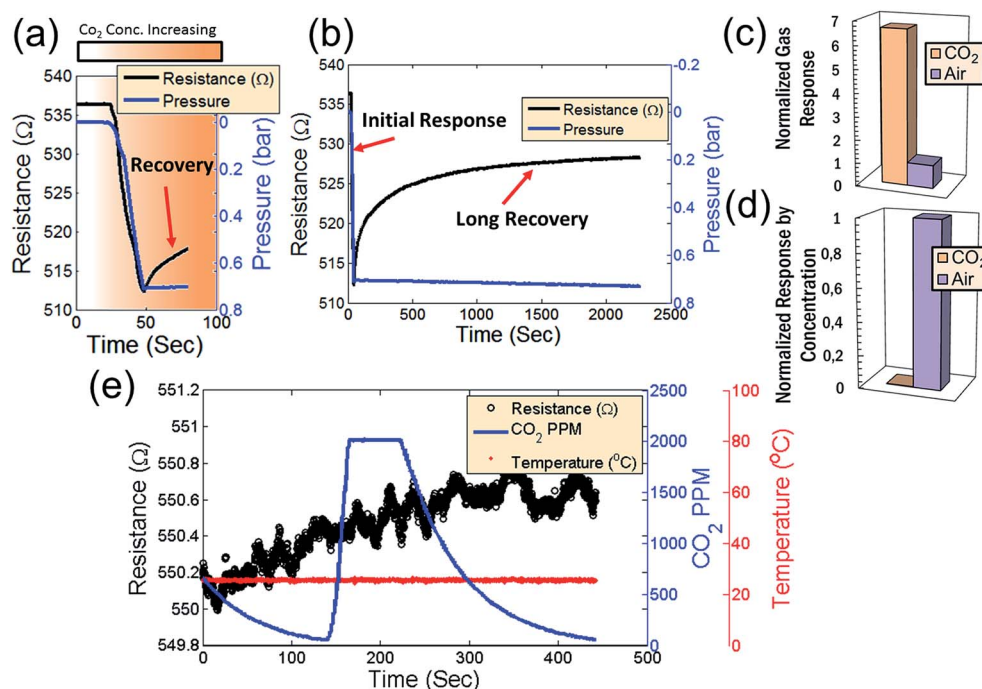 (a)
Co₂ Conc. Increasing
540
535
530
525
520
515
510
Resistance (Ω)
Resistance (Ω)
Pressure
Recovery
0
0.2
0.4
0.6
0.8
Pressure (bar)
0
50
100
Time (Sec)
(b)
540
535
530
525
520
515
510
Resistance (Ω)
Resistance (Ω)
Pressure
Initial Response
Long Recovery
-0.2
0
0.2
0.4
0.6
0.8
Pressure (bar)
0
500
1000
1500
2000
2500
Time (Sec)
(c)
Normalized Gas
Response
7
6
5
4
3
2
1
0
CO₂
Air
(d)
Normalized Response by
Concentration
1
0,8
0,6
0,4
0,2
0
CO₂
Air
(e)
551.2
551
550.8
550.6
550.4
550.2
550
549.8
Resistance (Ω)
Resistance (Ω)
CO₂ PPM
Temperature (⁰C)
2500
2000
1500
1000
500
0
CO₂ PPM
100
80
60
40
20
0
Temperature (⁰C)
0
100
200
300
400
500
Time (Sec)